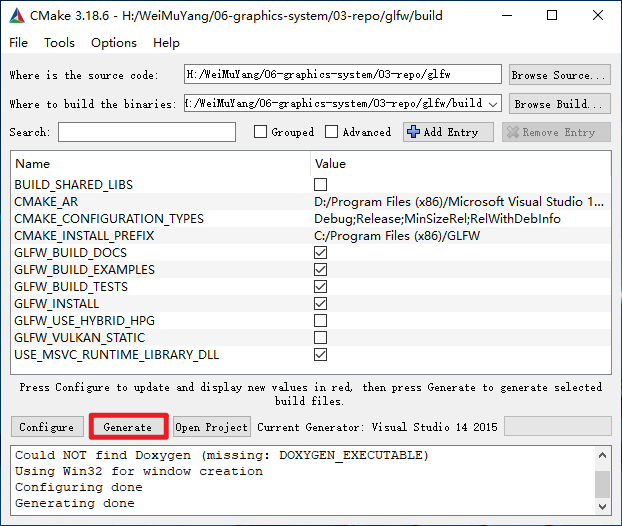 CMake 3.18.6 - H:/WeiMuYang/06-graphics-system/03-repo/glfw/build
File Tools Options Help
Where is the source code: H:/WeiMuYang/06-graphics-system/03-repo/glfw Browse Source...
Where to build the binaries: :/WeiMuYang/06-graphics-system/03-repo/glfw/build Browse Build...
Search: Grouped Advanced Add Entry Remove Entry
Name Value
BUILD_SHARED_LIBS
CMAKE_AR D:/Program Files (x86)/Microsoft Visual Studio 1...
CMAKE_CONFIGURATION_TYPES Debug;Release;MinSizeRel;RelWithDebInfo
CMAKE_INSTALL_PREFIX C:/Program Files (x86)/GLFW
GLFW_BUILD_DOCS
GLFW_BUILD_EXAMPLES
GLFW_BUILD_TESTS
GLFW_INSTALL
GLFW_USE_HYBRID_HPG
GLFW_VULKAN_STATIC
USE_MSVC_RUNTIME_LIBRARY_DLL
Press Configure to update and display new values in red, then press Generate to generate selected
build files.
Configure Generate Open Project Current Generator: Visual Studio 14 2015
Could NOT find Doxygen (missing: DOXYGEN_EXECUTABLE)
Using Win32 for window creation
Configuring done
Generating done